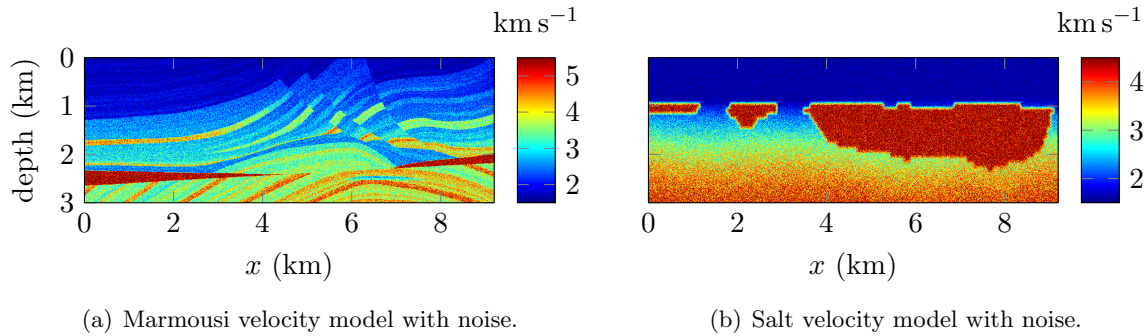 km s⁻¹
km s⁻¹
depth (km)
0
1
2
3
0 2 4 6 8
x (km)
5
4
3
2
0 2 4 6 8
x (km)
4
3
2
(a) Marmousi velocity model with noise.
(b) Salt velocity model with noise.